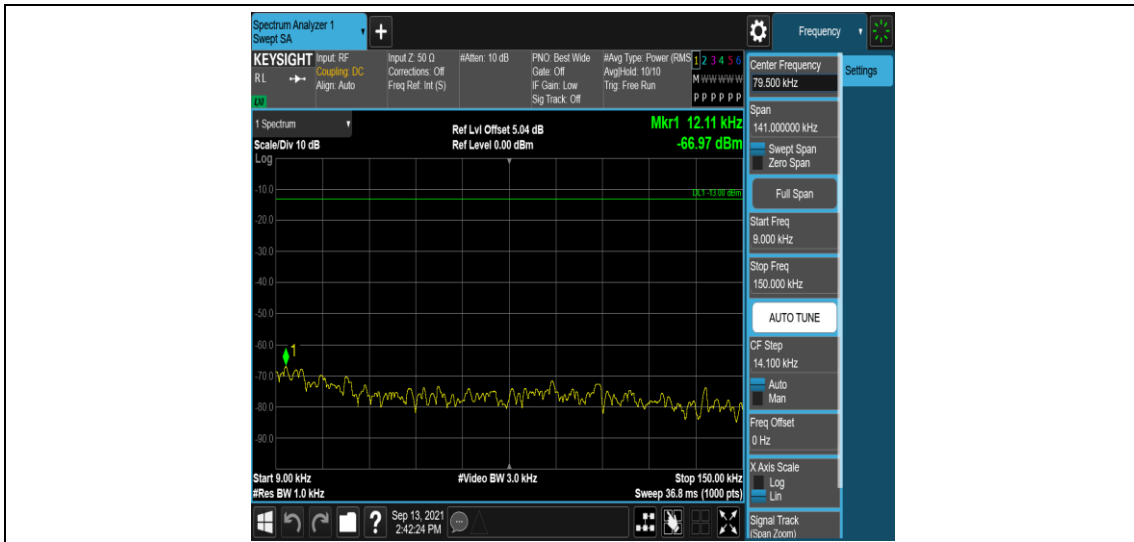 Spectrum Analyzer 1
Swept SA
+
Frequency
KEYSIGHT
RL
LXI
Input: RF
Coupling: DC
Align: Auto
Input Z: 50 Ω
Corrections: Off
Freq Ref: Int (S)
#Atten: 10 dB
PNO: Best Wide
Gate: Off
IF Gain: Low
Sig Track: Off
#Avg Type: Power (RMS
Avg|Hold: 10/10
Trig: Free Run
1 2 3 4 5 6
M W W W W W
P P P P P P
1 Spectrum
Scale/Div 10 dB
Log
Ref Lvl Offset 5.04 dB
Ref Level 0.00 dBm
Mkr1 12.11 kHz
-66.97 dBm
DL1 -13.00 dBm
-10.0
-20.0
-30.0
-40.0
-50.0
-60.0
1
-70.0
-80.0
-90.0
Start 9.00 kHz
#Res BW 1.0 kHz
#Video BW 3.0 kHz
Stop 150.00 kHz
Sweep 36.8 ms (1000 pts)
?
Sep 13, 2021
2:42:24 PM
Center Frequency
79.500 kHz
Settings
Span
141.000000 kHz
Swept Span
Zero Span
Full Span
Start Freq
9.000 kHz
Stop Freq
150.000 kHz
AUTO TUNE
CF Step
14.100 kHz
Auto
Man
Freq Offset
0 Hz
X Axis Scale
Log
Lin
Signal Track
(Span Zoom)